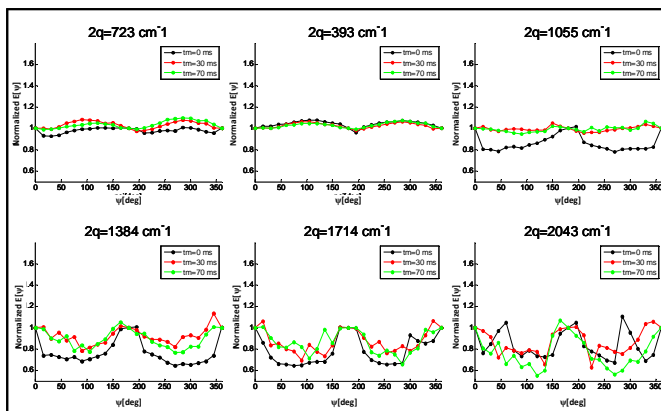 2q=723 cm-1
tm=0 ms
tm=30 ms
tm=70 ms
1.6
1.4
1.2
1
0.8
0.6
Normalized E[ψ]
0 50 100 150 200 250 300 350
ψ[deg]
2q=393 cm-1
tm=0 ms
tm=30 ms
tm=70 ms
1.6
1.4
1.2
1
0.8
0.6
Normalized E[ψ]
0 50 100 150 200 250 300 350
ψ[deg]
2q=1055 cm-1
tm=0 ms
tm=30 ms
tm=70 ms
1.6
1.4
1.2
1
0.8
0.6
Normalized E[ψ]
0 50 100 150 200 250 300 350
ψ[deg]
2q=1384 cm-1
tm=0 ms
tm=30 ms
tm=70 ms
1.6
1.4
1.2
1
0.8
0.6
Normalized E[ψ]
0 50 100 150 200 250 300 350
ψ[deg]
2q=1714 cm-1
tm=0 ms
tm=30 ms
tm=70 ms
1.6
1.4
1.2
1
0.8
0.6
Normalized E[ψ]
0 50 100 150 200 250 300 350
ψ[deg]
2q=2043 cm-1
tm=0 ms
tm=30 ms
tm=70 ms
1.6
1.4
1.2
1
0.8
0.6
Normalized E[ψ]
0 50 100 150 200 250 300 350
ψ[deg]